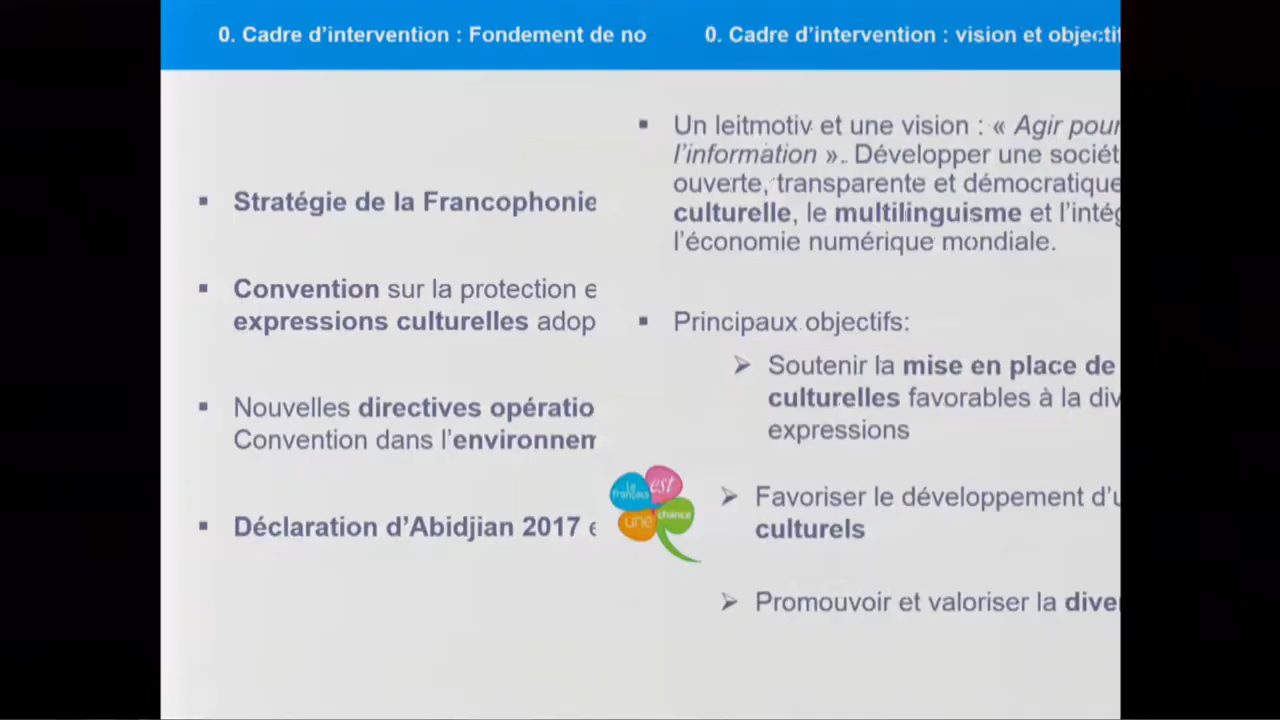 0. Cadre d’intervention : Fondement de no
Stratégie de la Francophonie
Convention sur la protection e
expressions culturelles adop
Nouvelles directives opératio
Convention dans l’environnem
Déclaration d’Abidjian 2017 e
0. Cadre d’intervention : vision et objectif
Un leitmotiv et une vision : « Agir pour
l’information ». Développer une sociét
ouverte, transparente et démocratique
culturelle, le multilinguisme et l’intég
l’économie numérique mondiale.
Principaux objectifs:
Soutenir la mise en place de
culturelles favorables à la div
expressions
Favoriser le développement d’u
culturels
Promouvoir et valoriser la dive
le
français
est
une
chance